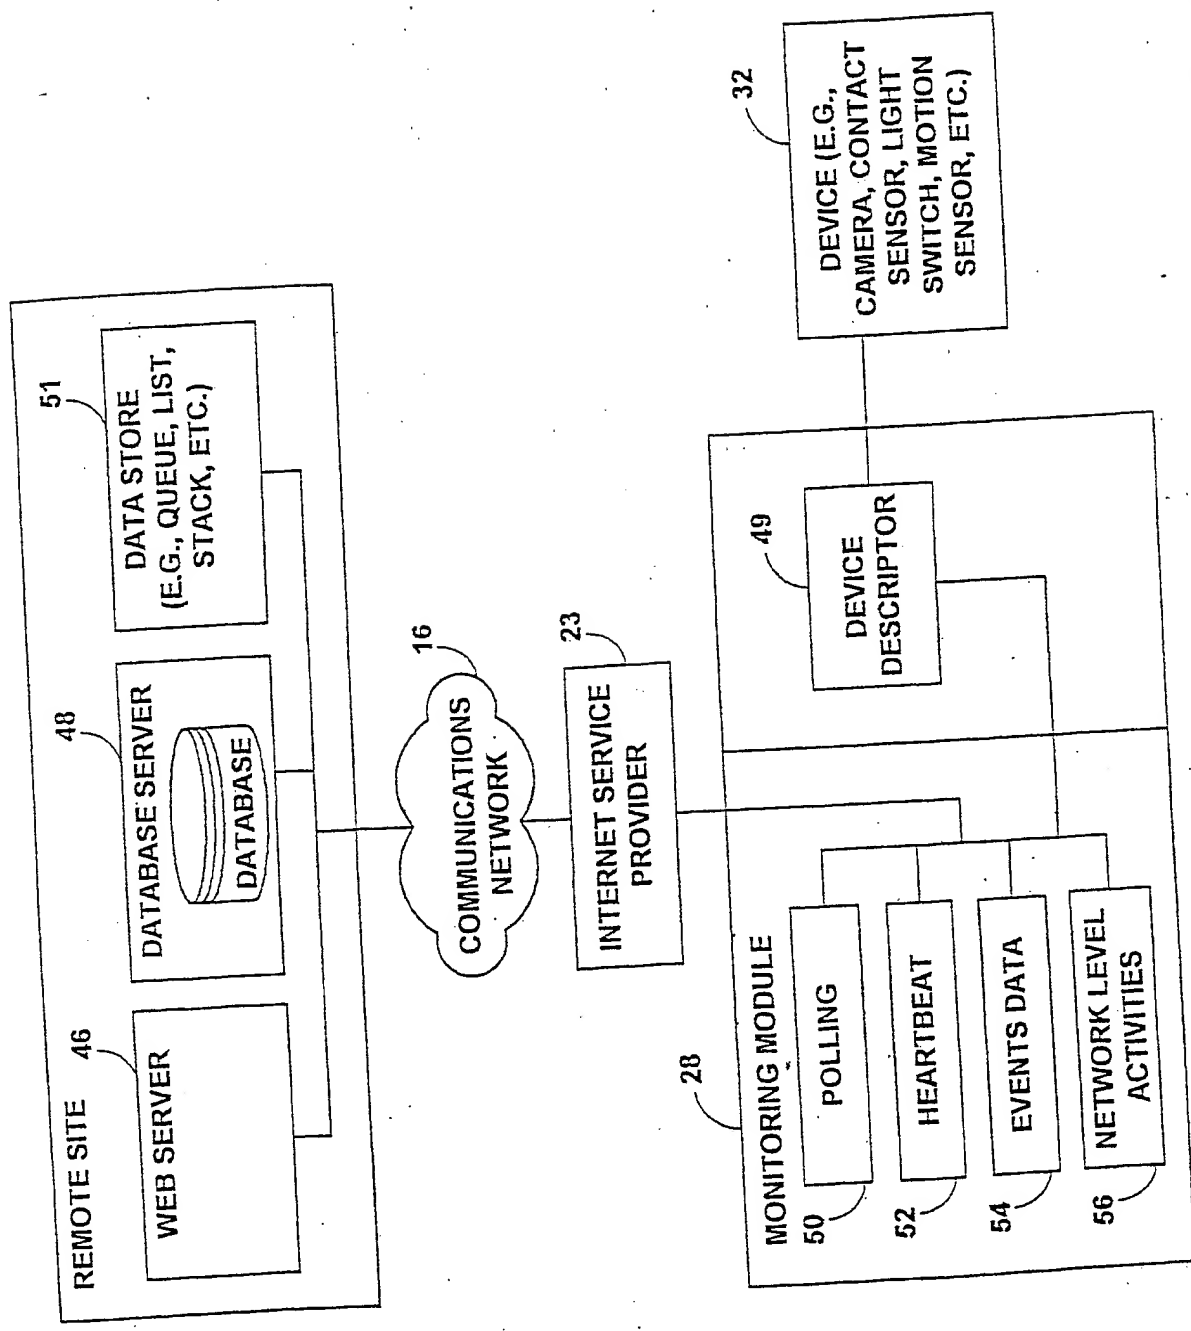 REMOTE SITE
46
WEB SERVER
48
DATABASE SERVER
DATABASE
51
DATA STORE
(E.G., QUEUE, LIST,
STACK, ETC.)
16
COMMUNICATIONS
NETWORK
23
INTERNET SERVICE
PROVIDER
28
MONITORING MODULE
50
POLLING
52
HEARTBEAT
54
EVENTS DATA
56
NETWORK LEVEL
ACTIVITIES
49
DEVICE
DESCRIPTOR
32
DEVICE (E.G.,
CAMERA, CONTACT
SENSOR, LIGHT
SWITCH, MOTION
SENSOR, ETC.)